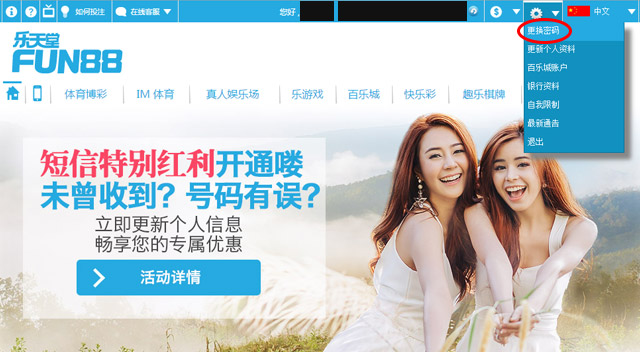 如何投注
在线客服
您好,
$
中文
更换密码
更新个人资料
百乐城账户
银行资料
自我限制
最新通告
退出
乐天堂
FUN88
体育博彩
IM 体育
真人娱乐场
乐游戏
百乐城
快乐彩
趣乐棋牌
短信特别红利开通喽
未曾收到？号码有误?
立即更新个人信息
畅享您的专属优惠
活动详情